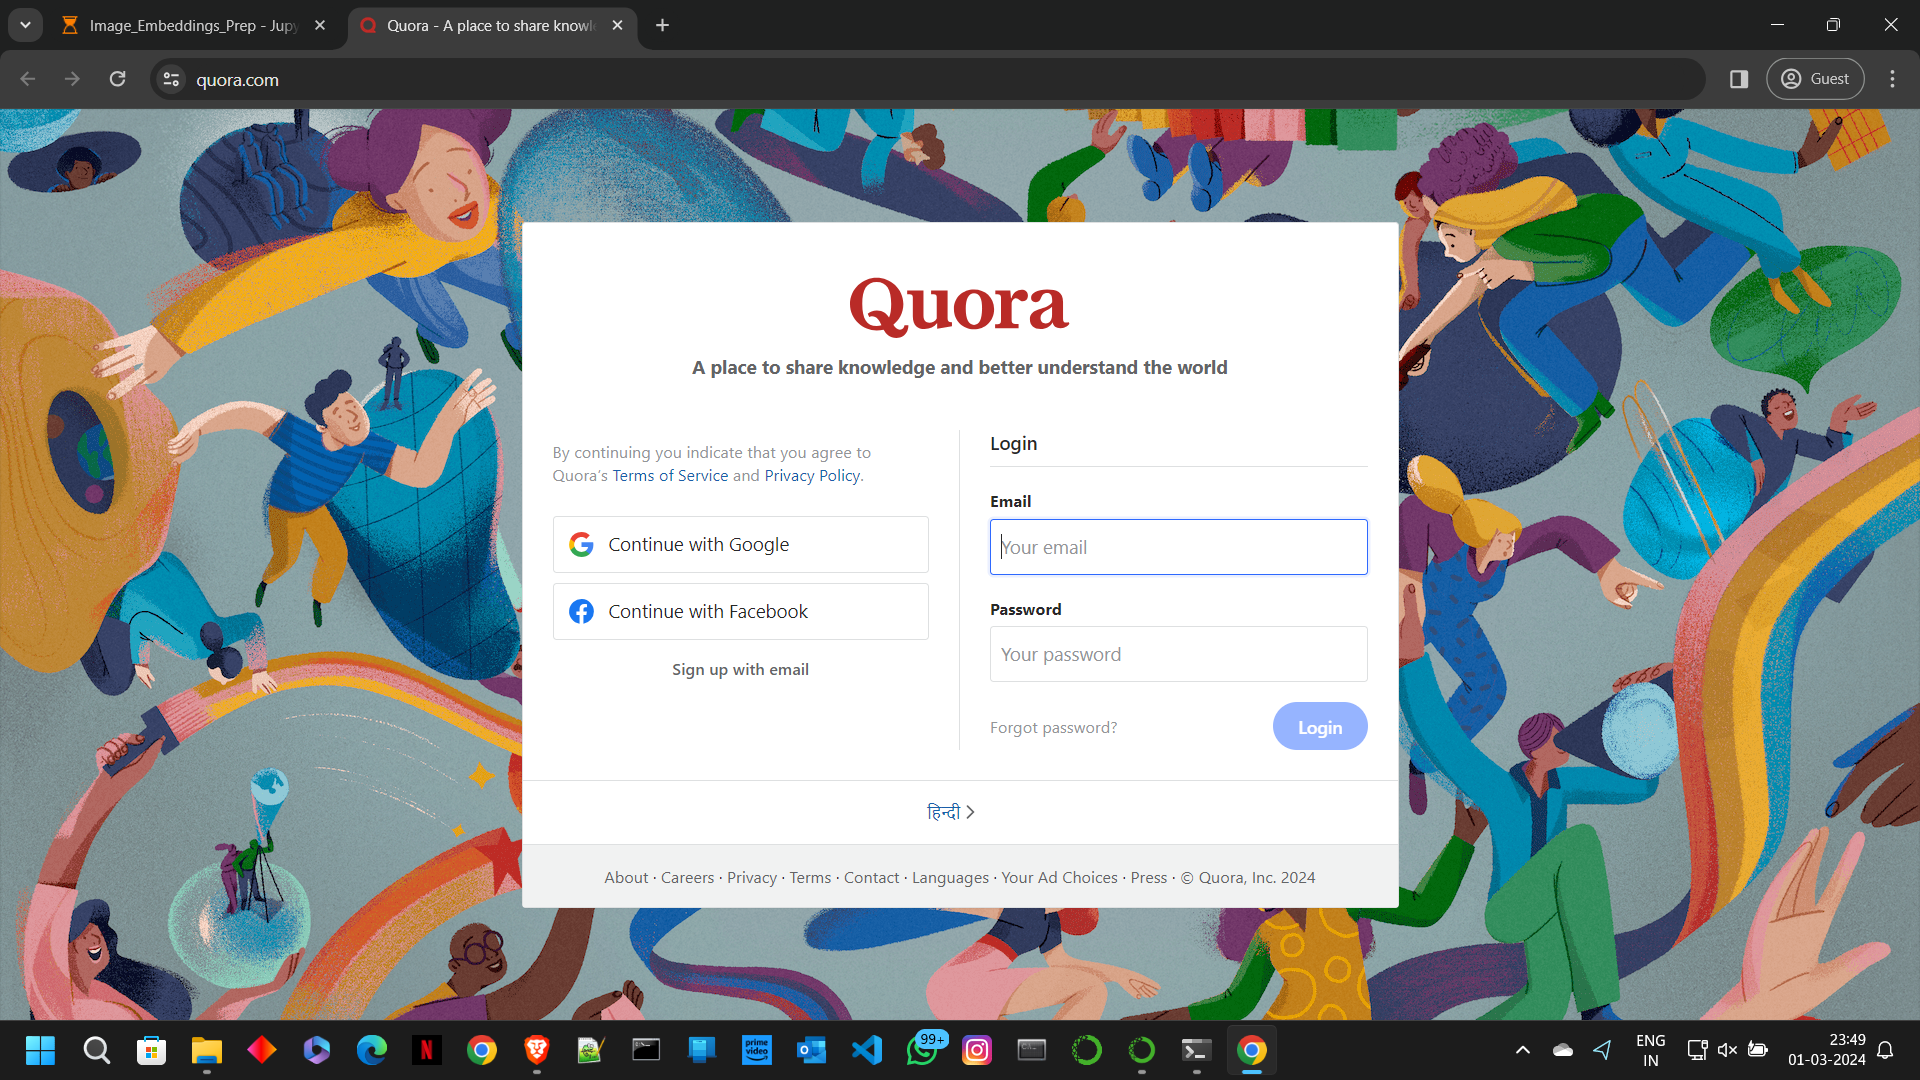 Image_Embeddings_Prep - Jupy
Quora - A place to share knowle
quora.com
Guest
Quora
A place to share knowledge and better understand the world
By continuing you indicate that you agree to
Quora's Terms of Service and Privacy Policy.
Continue with Google
Continue with Facebook
Sign up with email
Login
Email
Your email
Password
Your password
Forgot password?
Login
हिन्दी
About · Careers · Privacy · Terms · Contact · Languages · Your Ad Choices · Press · © Quora, Inc. 2024
N
prime
video
99+
ENG
IN
23:49
01-03-2024